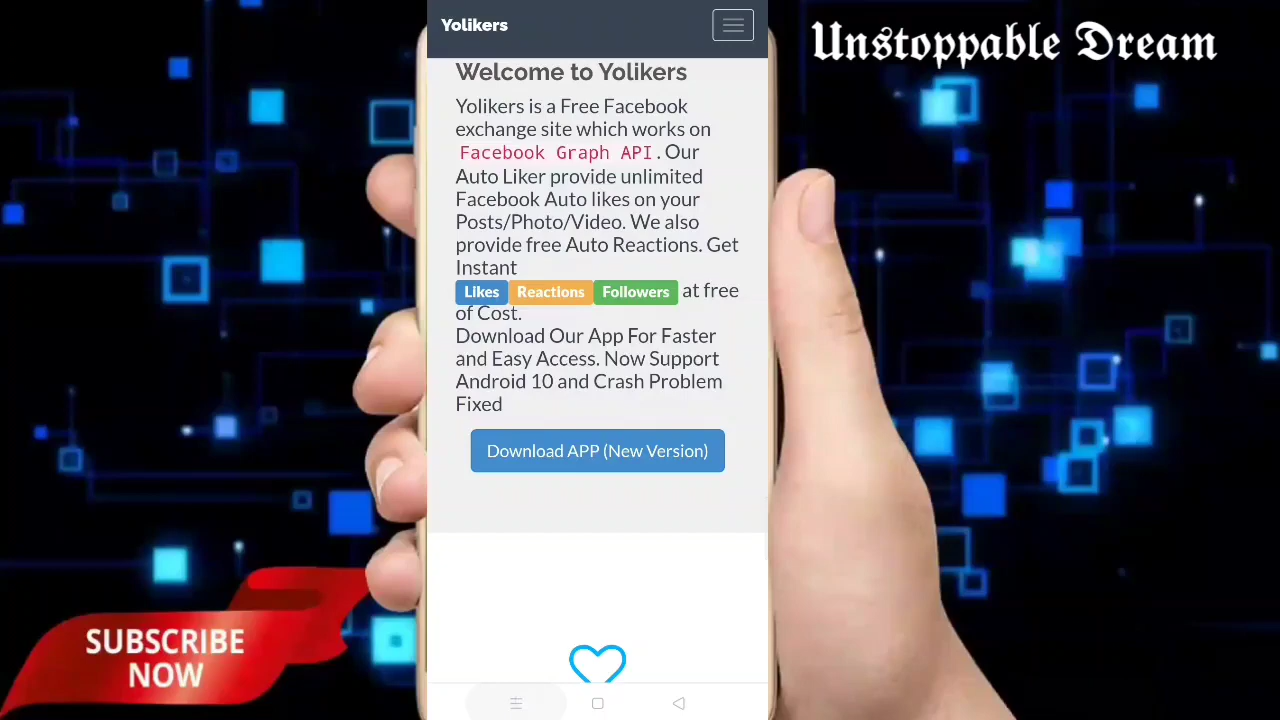 Yolikers
Unstoppable Dream
Welcome to Yolikers
Yolikers is a Free Facebook
exchange site which works on
Facebook Graph API. Our
Auto Liker provide unlimited
Facebook Auto likes on your
Posts/Photo/Video. We also
provide free Auto Reactions. Get
Instant
Likes Reactions Followers at free
of Cost.
Download Our App For Faster
and Easy Access. Now Support
Android 10 and Crash Problem
Fixed
Download APP (New Version)
SUBSCRIBE
NOW